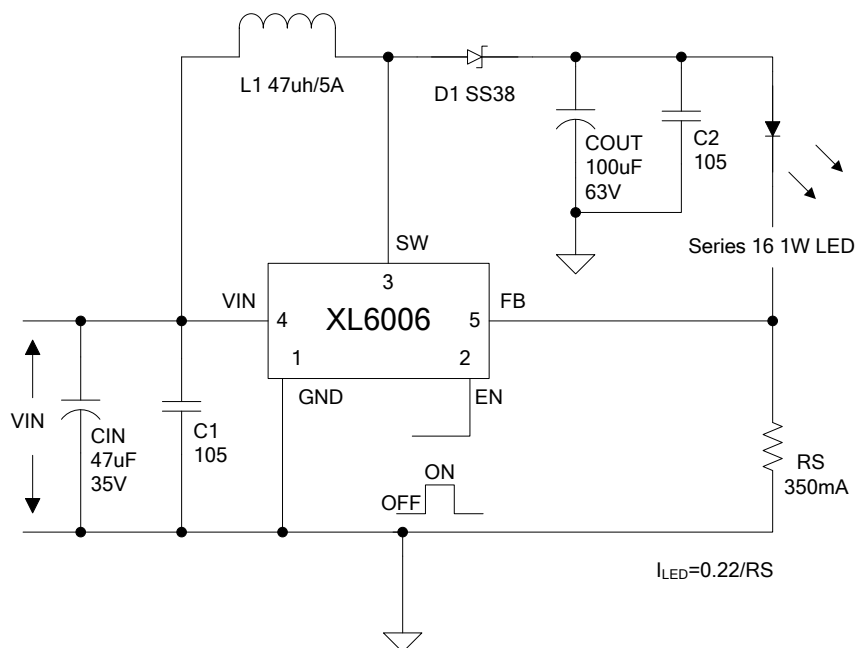 L1 47uh/5A
D1 SS38
COUT
100uF
63V
C2
105
Series 16 1W LED
SW
3
VIN
4
XL6006
5
FB
1
2
GND
EN
VIN
CIN
47uF
35V
C1
105
ON
OFF
RS
350mA
I_LED=0.22/RS